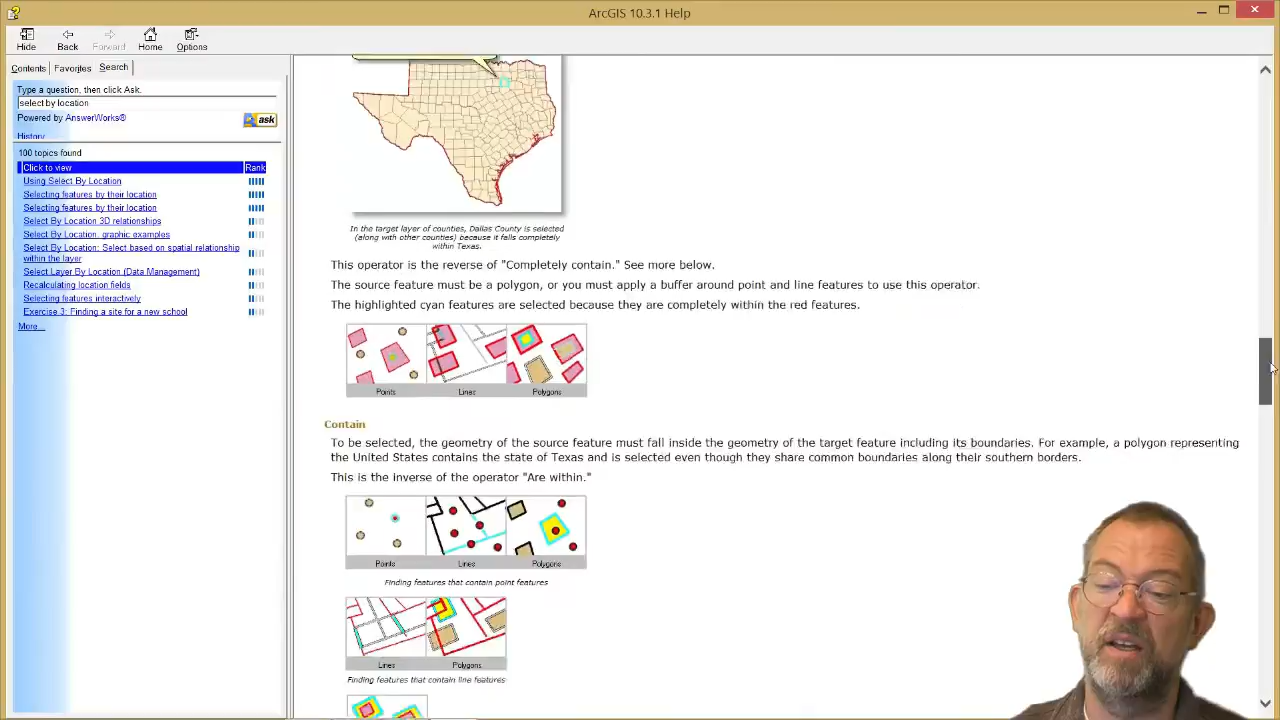 ArcGIS 10.3.1 Help
Hide
Back
Forward
Home
Options
Contents
Favorites
Search
Type a question, then click Ask.
select by location
Powered by AnswerWorks®
ask
History
100 topics found
Click to view
Rank
Using Select By Location
Selecting features by their location
Selecting features by their location
Select By Location 3D relationships
Select By Location, graphic examples
Select By Location: Select based on spatial relationship
within the layer
Select Layer By Location (Data Management)
Recalculating location fields
Selecting features interactively
Exercise 3: Finding a site for a new school
More...
In the target layer of counties, Dallas County is selected
(along with other counties) because it falls completely
within Texas.
This operator is the reverse of "Completely contain." See more below.
The source feature must be a polygon, or you must apply a buffer around point and line features to use this operator.
The highlighted cyan features are selected because they are completely within the red features.
Points
Lines
Polygons
Contain
To be selected, the geometry of the source feature must fall inside the geometry of the target feature including its boundaries. For example, a polygon representing
the United States contains the state of Texas and is selected even though they share common boundaries along their southern borders.
This is the inverse of the operator "Are within."
Points
Lines
Polygons
Finding features that contain point features
Lines
Polygons
Finding features that contain line features